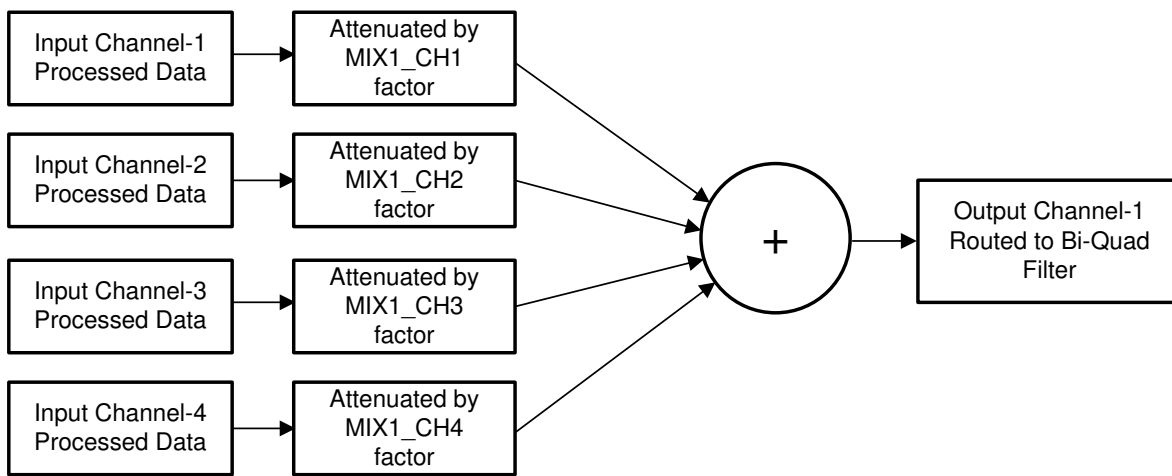 Input Channel-1
Processed Data
Attenuated by
MIX1_CH1
factor
Input Channel-2
Processed Data
Attenuated by
MIX1_CH2
factor
Input Channel-3
Processed Data
Attenuated by
MIX1_CH3
factor
Input Channel-4
Processed Data
Attenuated by
MIX1_CH4
factor
+
Output Channel-1
Routed to Bi-Quad
Filter